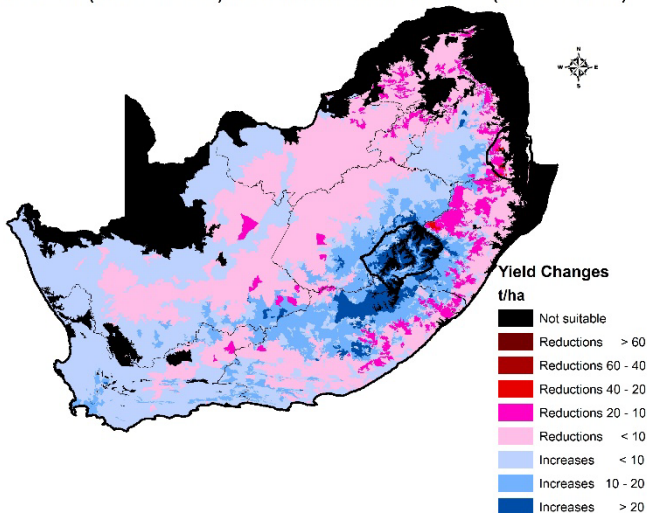 N
W E
S
Yield Changes
t/ha
Not suitable
Reductions > 60
Reductions 60 - 40
Reductions 40 - 20
Reductions 20 - 10
Reductions < 10
Increases < 10
Increases 10 - 20
Increases > 20